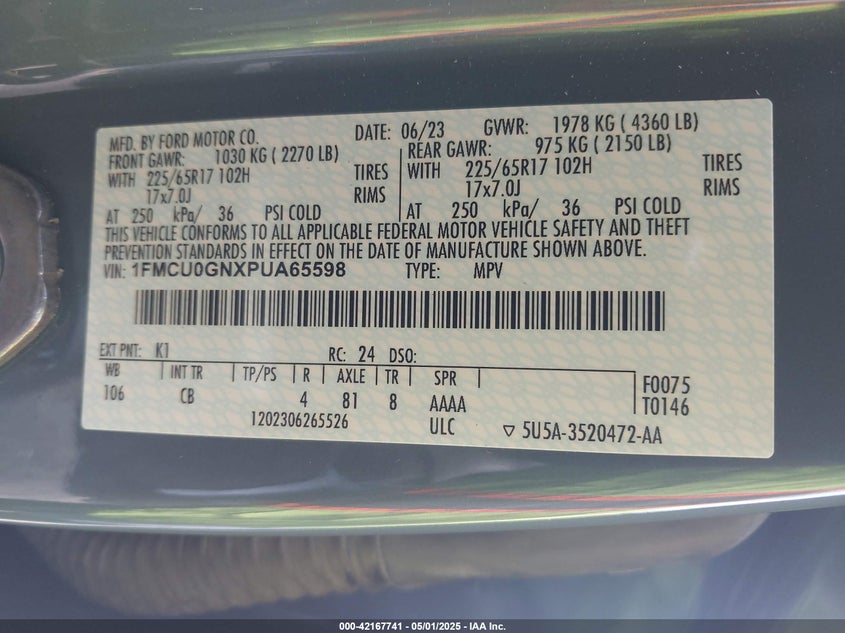 MFD. BY FORD MOTOR CO. DATE: 06/23 GVWR: 1978 KG ( 4360 LB)
FRONT GAWR: 1030 KG ( 2270 LB) REAR GAWR: 975 KG ( 2150 LB)
WITH 225/65R17 102H TIRES WITH 225/65R17 102H TIRES
17x7.0J RIMS 17x7.0J RIMS
AT 250 kPa/ 36 PSI COLD AT 250 kPa/ 36 PSI COLD
THIS VEHICLE CONFORMS TO ALL APPLICABLE FEDERAL MOTOR VEHICLE SAFETY AND THEFT
PREVENTION STANDARDS IN EFFECT ON THE DATE OF MANUFACTURE SHOWN ABOVE.
VIN: 1FMCU0GNXPUA65598 TYPE: MPV
EXT PNT: K1 RC: 24 DSO:
WB INT TR TP/PS R AXLE TR SPR F0075
106 CB 4 81 8 AAAA T0146
1202306265526 ULC ▽ 5U5A-3520472-AA
000-42167741 / 05/01/2025 - IAA Inc.